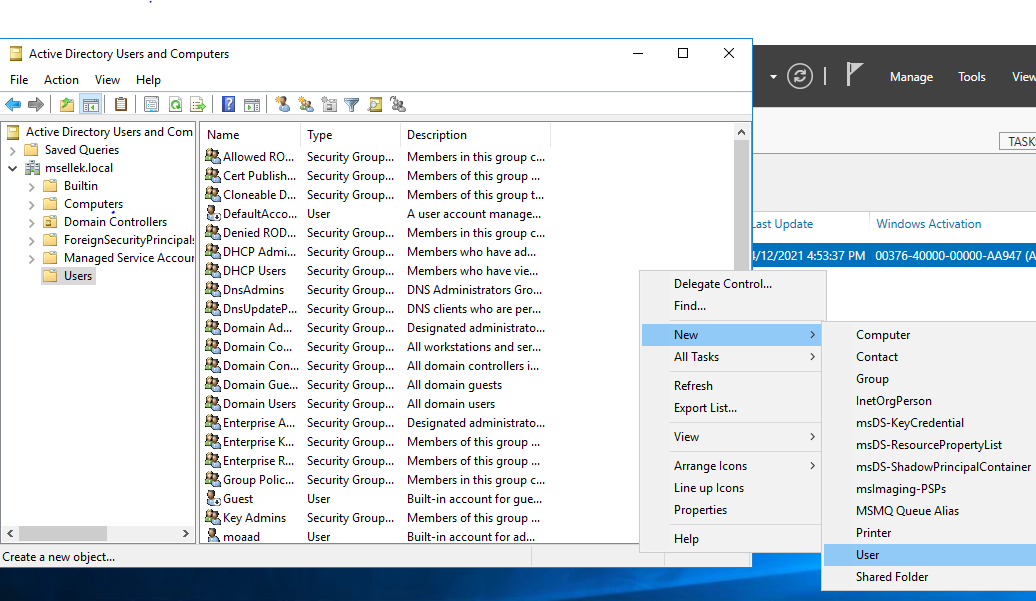 Active Directory Users and Computers
File Action View Help
Manage Tools View
TASK
Active Directory Users and Com
Saved Queries
msellek.local
Builtin
Computers
Domain Controllers
ForeignSecurityPrincipals
Managed Service Accour
Users
Name Type Description
Allowed RO... Security Group... Members in this group c...
Cert Publish... Security Group... Members of this group ...
Cloneable D... Security Group... Members of this group t...
DefaultAcco... User A user account manage...
Denied ROD... Security Group... Members in this group c...
DHCP Admi... Security Group... Members who have ad...
DHCP Users Security Group... Members who have vie...
DnsAdmins Security Group... DNS Administrators Gro...
DnsUpdateP... Security Group... DNS clients who are per...
Domain Ad... Security Group... Designated administrato...
Domain Co... Security Group... All workstations and ser...
Domain Con... Security Group... All domain controllers i...
Domain Gue... Security Group... All domain guests
Domain Users Security Group... All domain users
Enterprise A... Security Group... Designated administrato...
Enterprise K... Security Group... Members of this group ...
Enterprise R... Security Group... Members of this group ...
Group Polic... Security Group... Members in this group c...
Guest User Built-in account for gue...
Key Admins Security Group... Members of this group ...
moaad User Built-in account for ad...
Last Update Windows Activation
4/12/2021 4:53:37 PM 00376-40000-00000-AA947 (A
Delegate Control...
Find...
New
All Tasks
Refresh
Export List...
View
Arrange Icons
Line up Icons
Properties
Help
Computer
Contact
Group
InetOrgPerson
msDS-KeyCredential
msDS-ResourcePropertyList
msDS-ShadowPrincipalContainer
msImaging-PSPs
MSMQ Queue Alias
Printer
User
Shared Folder
Create a new object...